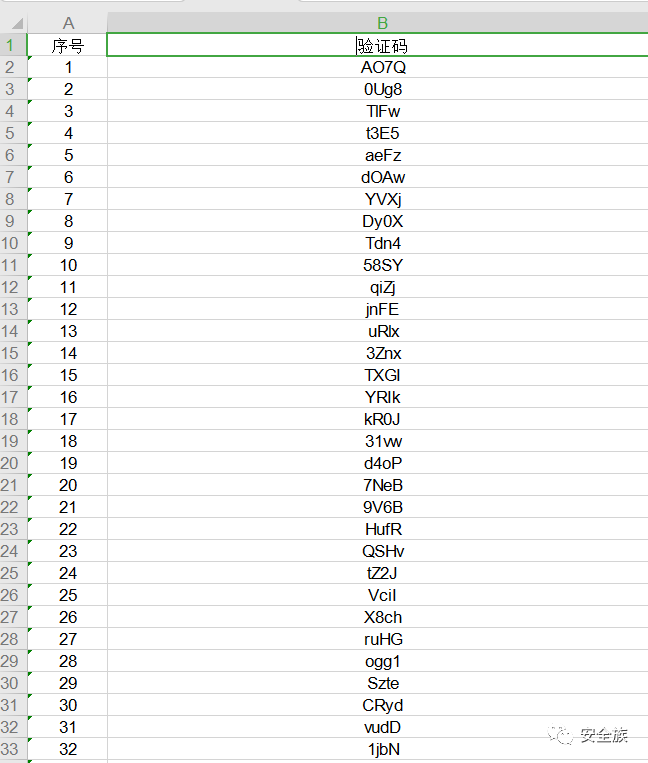 A B
1 序号 验证码
2 1 AO7Q
3 2 0Ug8
4 3 TlFw
5 4 t3E5
6 5 aeFz
7 6 dOAw
8 7 YVXj
9 8 Dy0X
10 9 Tdn4
11 10 58SY
12 11 qiZj
13 12 jnFE
14 13 uRlx
15 14 3Znx
16 15 TXGI
17 16 YRIk
18 17 kR0J
19 18 31vw
20 19 d4oP
21 20 7NeB
22 21 9V6B
23 22 HufR
24 23 QSHv
25 24 tZ2J
26 25 VciI
27 26 X8ch
28 27 ruHG
29 28 ogg1
30 29 Szte
31 30 CRyd
32 31 vudD
33 32 1jbN
安全族